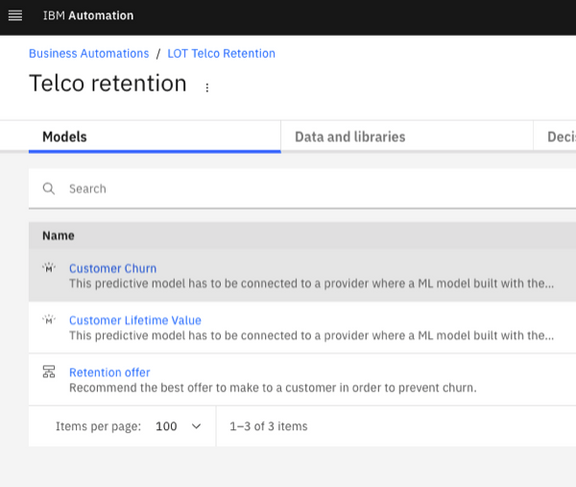 IBM Automation
Business Automations / LOT Telco Retention
Telco retention
Models Data and libraries Deci
Search
Name
Customer Churn
This predictive model has to be connected to a provider where a ML model built with the...
Customer Lifetime Value
This predictive model has to be connected to a provider where a ML model built with the...
Retention offer
Recommend the best offer to make to a customer in order to prevent churn.
Items per page: 100 1–3 of 3 items